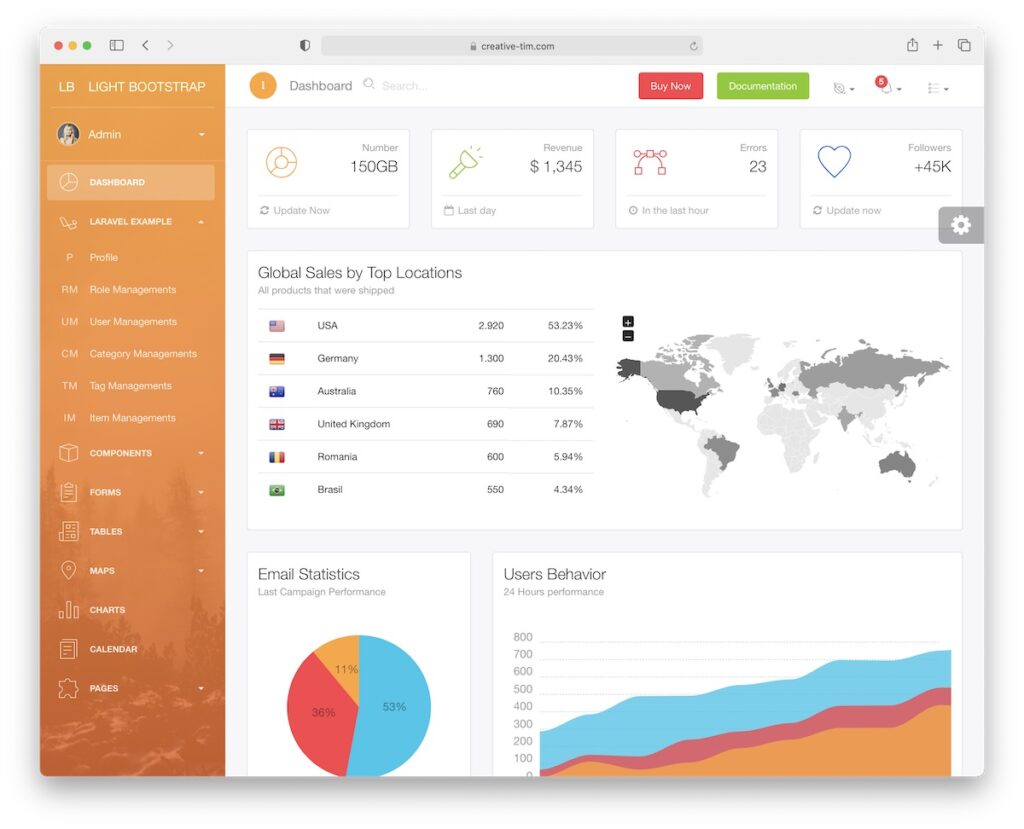 creative-tim.com
LB LIGHT BOOTSTRAP
Admin
DASHBOARD
LARAVEL EXAMPLE
P Profile
RM Role Managements
UM User Managements
CM Category Managements
TM Tag Managements
IM Item Managements
COMPONENTS
FORMS
TABLES
MAPS
CHARTS
CALENDAR
PAGES
Dashboard
Search...
Buy Now
Documentation
5
Number
150GB
Update Now
Revenue
$ 1,345
Last day
Errors
23
In the last hour
Followers
+45K
Update now
Global Sales by Top Locations
All products that were shipped
USA 2.920 53.23%
Germany 1.300 20.43%
Australia 760 10.35%
United Kingdom 690 7.87%
Romania 600 5.94%
Brasil 550 4.34%
+
−
Email Statistics
Last Campaign Performance
11%
36%
53%
Users Behavior
24 Hours performance
800
700
600
500
400
300
200
100
0